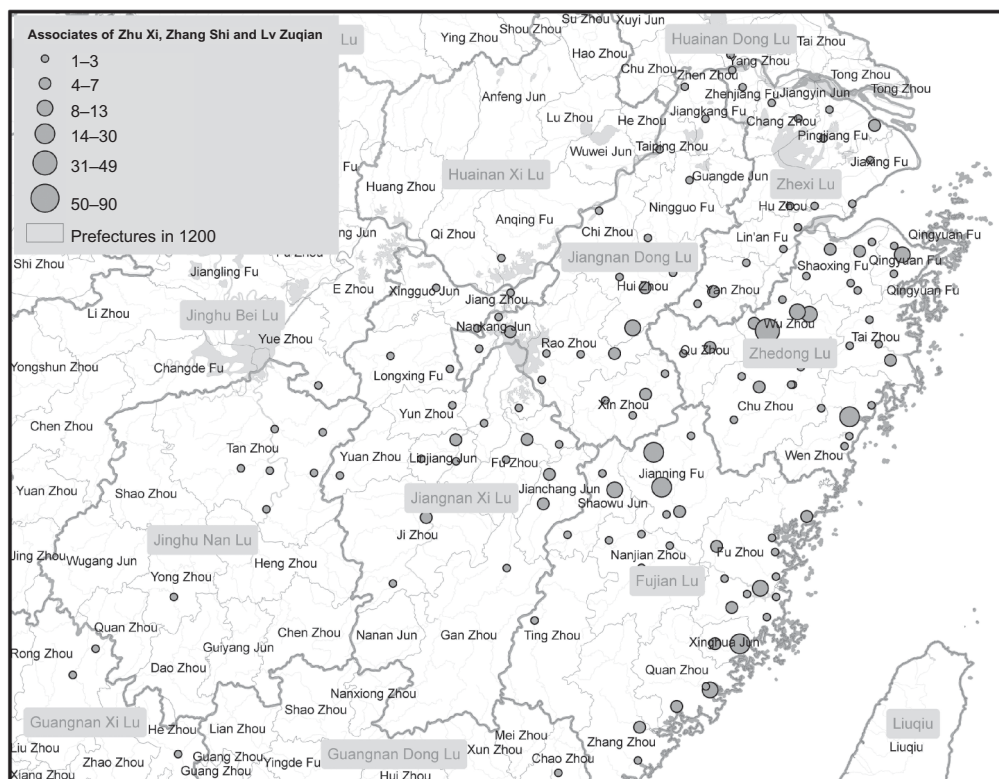 Associates of Zhu Xi, Zhang Shi and Lv Zuqian
1–3
4–7
8–13
14–30
31–49
50–90
Prefectures in 1200
Lu
Ying Zhou
Shou Zhou
Su Zhou
Xuyi Jun
Hao Zhou
Huainan Dong Lu
Tai Zhou
Chu Zhou
Yang Zhou
Zhen Zhou
Tong Zhou
Tong Zhou
Anfeng Jun
Zhenjiang Fu
Jiangyin Jun
Lu Zhou
He Zhou
Jiangkang Fu
Chang Zhou
Pingjiang Fu
Wuwei Jun
Taiping Zhou
Jiaxing Fu
Fu
Huainan Xi Lu
Guangde Jun
Zhexi Lu
Huang Zhou
Ningguo Fu
Hu Zhou
Anqing Fu
Chi Zhou
Lin'an Fu
Qingyuan Fu
ng Jun
Qi Zhou
Jiangnan Dong Lu
Shaoxing Fu
Qingyuan Fu
Shi Zhou
Jiangling Fu
E Zhou
Xingguo Jun
Jiang Zhou
Hui Zhou
Yan Zhou
Qingyuan Fu
Li Zhou
Jinghu Bei Lu
Nankang Jun
Wu Zhou
Yue Zhou
Rao Zhou
Qu Zhou
Zhedong Lu
Tai Zhou
Yongshun Zhou
Changde Fu
Longxing Fu
Yun Zhou
Xin Zhou
Chu Zhou
Chen Zhou
Tan Zhou
Yuan Zhou
Linjiang Jun
Fu Zhou
Wen Zhou
Jianning Fu
Yuan Zhou
Shao Zhou
Jiangnan Xi Lu
Jianchang Jun
Shaowu Jun
Jinghu Nan Lu
Ji Zhou
Jing Zhou
Wugang Jun
Heng Zhou
Nanjian Zhou
Fu Zhou
Yong Zhou
Fujian Lu
Quan Zhou
Chen Zhou
Nanan Jun
Gan Zhou
Ting Zhou
Xinghua Jun
Rong Zhou
Guiyang Jun
Dao Zhou
Quan Zhou
Nanxiong Zhou
Shao Zhou
Guangnan Xi Lu
He Zhou
Lian Zhou
Mei Zhou
Zhang Zhou
Liuqiu
Liuqiu
Liu Zhou
Zhao Zhou
Guang Zhou
Yingde Fu
Guangnan Dong Lu
Xun Zhou
Chao Zhou
Xiang Zhou
Guang Zhou
Hui Zhou